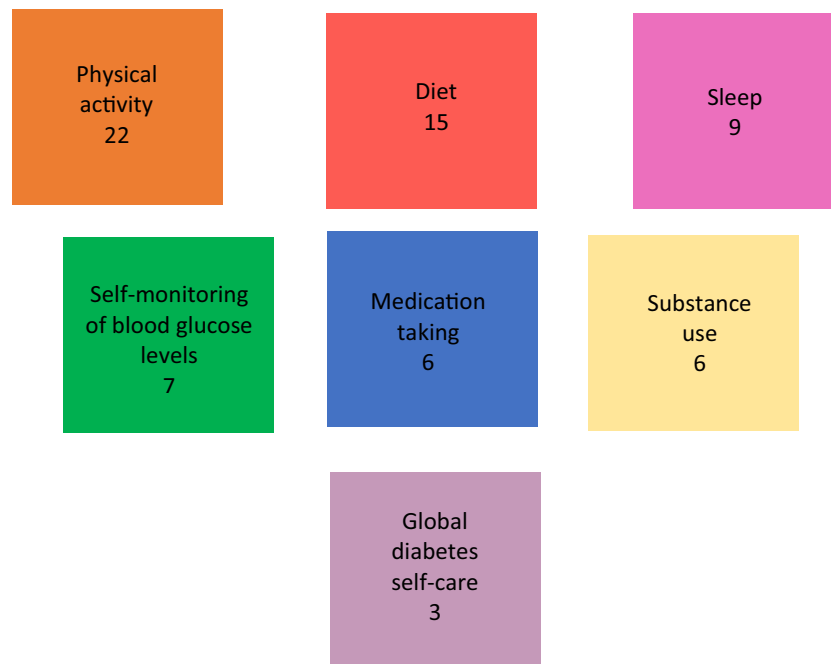 Physical
activity
22
Diet
15
Sleep
9
Self-monitoring
of blood glucose
levels
7
Medication
taking
6
Substance
use
6
Global
diabetes
self-care
3